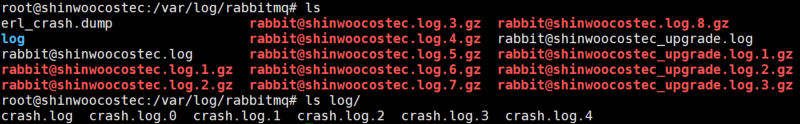 root@shinwoocostec:/var/log/rabbitmq# ls
erl_crash.dump rabbit@shinwoocostec.log.3.gz rabbit@shinwoocostec.log.8.gz
log rabbit@shinwoocostec.log.4.gz rabbit@shinwoocostec_upgrade.log
rabbit@shinwoocostec.log rabbit@shinwoocostec.log.5.gz rabbit@shinwoocostec_upgrade.log.1.gz
rabbit@shinwoocostec.log.1.gz rabbit@shinwoocostec.log.6.gz rabbit@shinwoocostec_upgrade.log.2.gz
rabbit@shinwoocostec.log.2.gz rabbit@shinwoocostec.log.7.gz rabbit@shinwoocostec_upgrade.log.3.gz
root@shinwoocostec:/var/log/rabbitmq# ls log/
crash.log crash.log.0 crash.log.1 crash.log.2 crash.log.3 crash.log.4